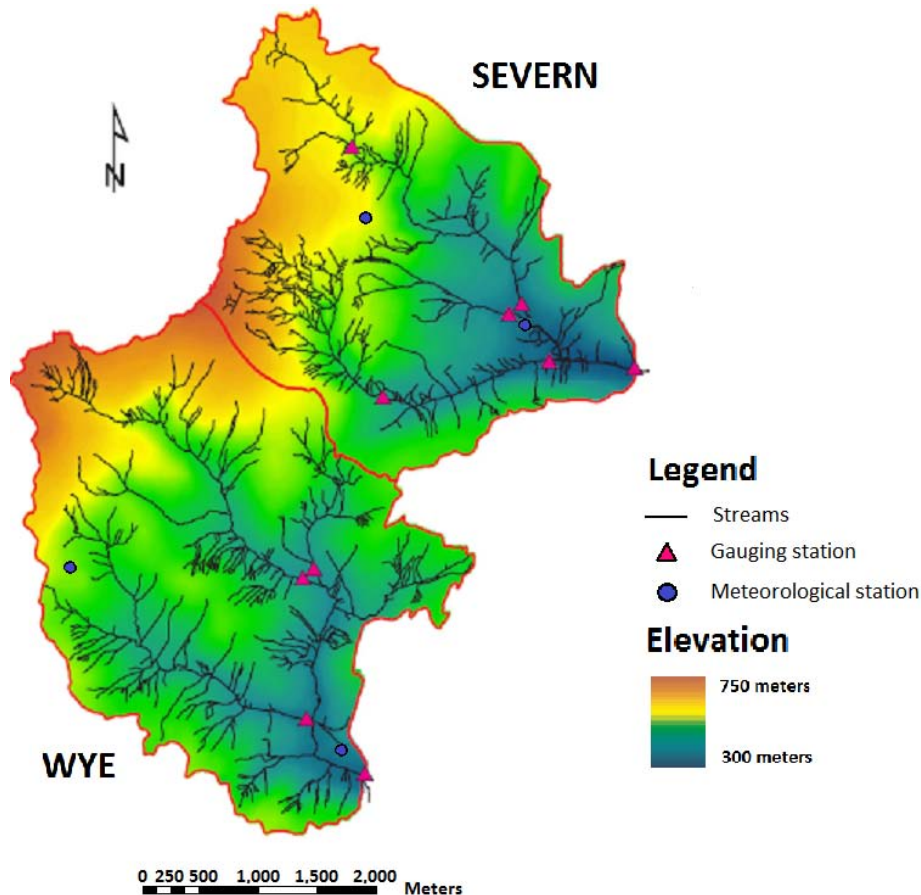 SEVERN
N
WYE
Legend
Streams
Gauging station
Meteorological station
Elevation
750 meters
300 meters
0 250 500 1,000 1,500 2,000
Meters